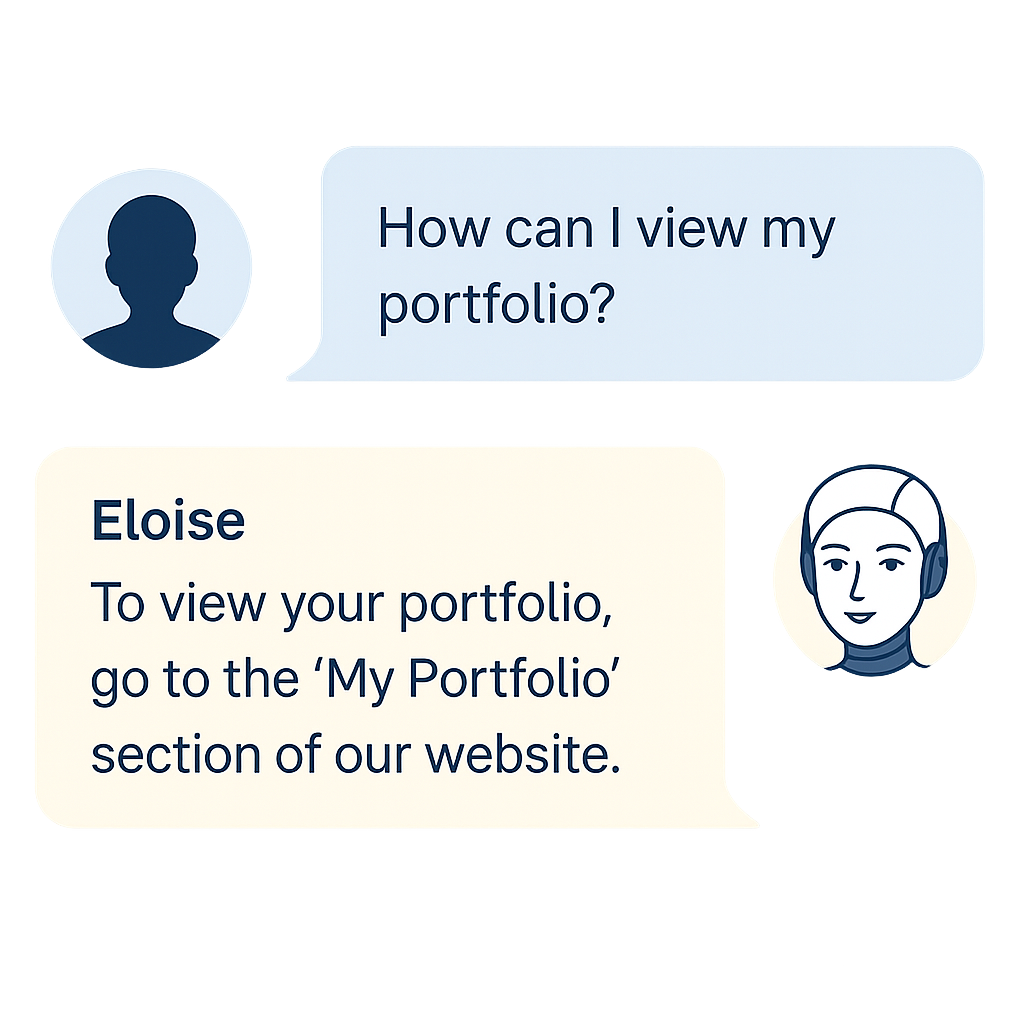 How can I view my
portfolio?
Eloise
To view your portfolio,
go to the ‘My Portfolio’
section of our website.